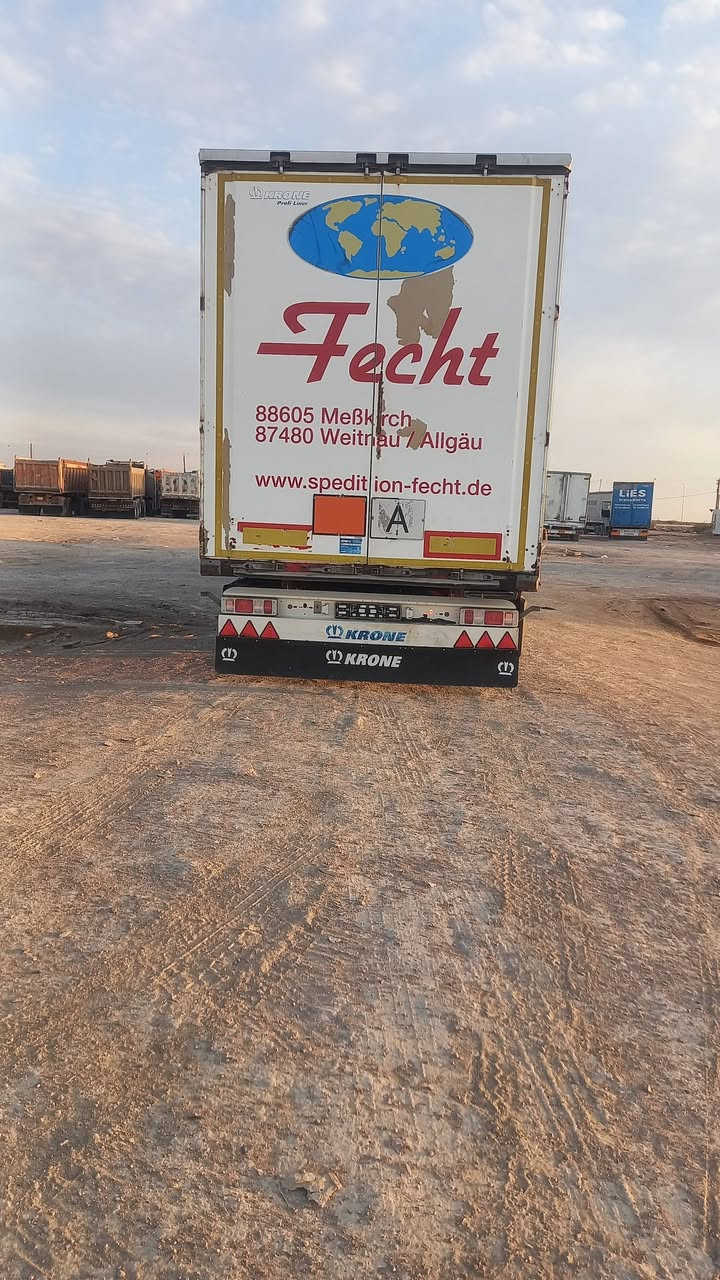 KRONE
Profi Liner
Fecht
88605 Meßkirch
87480 Weitnau / Allgäu
www.spedition-fecht.de
A
LIES
KRONE
KRONE